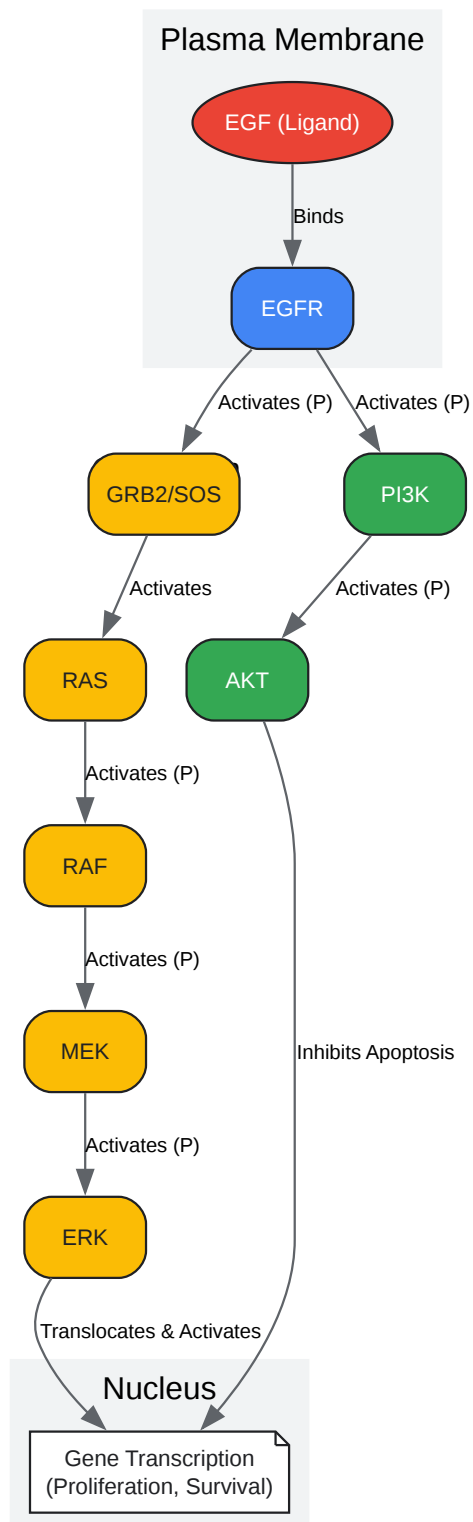 Plasma Membrane
EGF (Ligand)
Binds
EGFR
Activates (P)
Activates (P)
GRB2/SOS
PI3K
Activates
Activates (P)
RAS
AKT
Activates (P)
RAF
Activates (P)
MEK
Inhibits Apoptosis
Activates (P)
ERK
Translocates & Activates
Nucleus
Gene Transcription
(Proliferation, Survival)